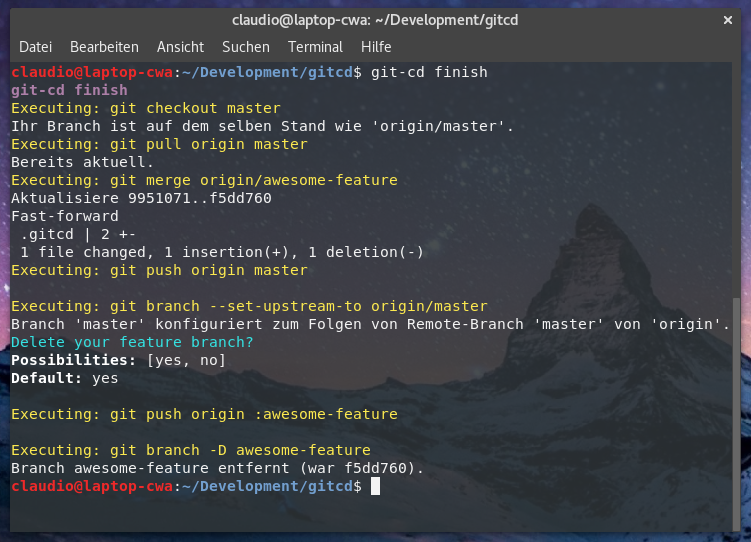 claudio@laptop-cwa: ~/Development/gitcd ×
Datei Bearbeiten Ansicht Suchen Terminal Hilfe
claudio@laptop-cwa:~/Development/gitcd$ git-cd finish
git-cd finish
Executing: git checkout master
Ihr Branch ist auf dem selben Stand wie 'origin/master'.
Executing: git pull origin master
Bereits aktuell.
Executing: git merge origin/awesome-feature
Aktualisiere 9951071..f5dd760
Fast-forward
 .gitcd | 2 +-
 1 file changed, 1 insertion(+), 1 deletion(-)
Executing: git push origin master
Executing: git branch --set-upstream-to origin/master
Branch 'master' konfiguriert zum Folgen von Remote-Branch 'master' von 'origin'.
Delete your feature branch?
Possibilities: [yes, no]
Default: yes
Executing: git push origin :awesome-feature
Executing: git branch -D awesome-feature
Branch awesome-feature entfernt (war f5dd760).
claudio@laptop-cwa:~/Development/gitcd$